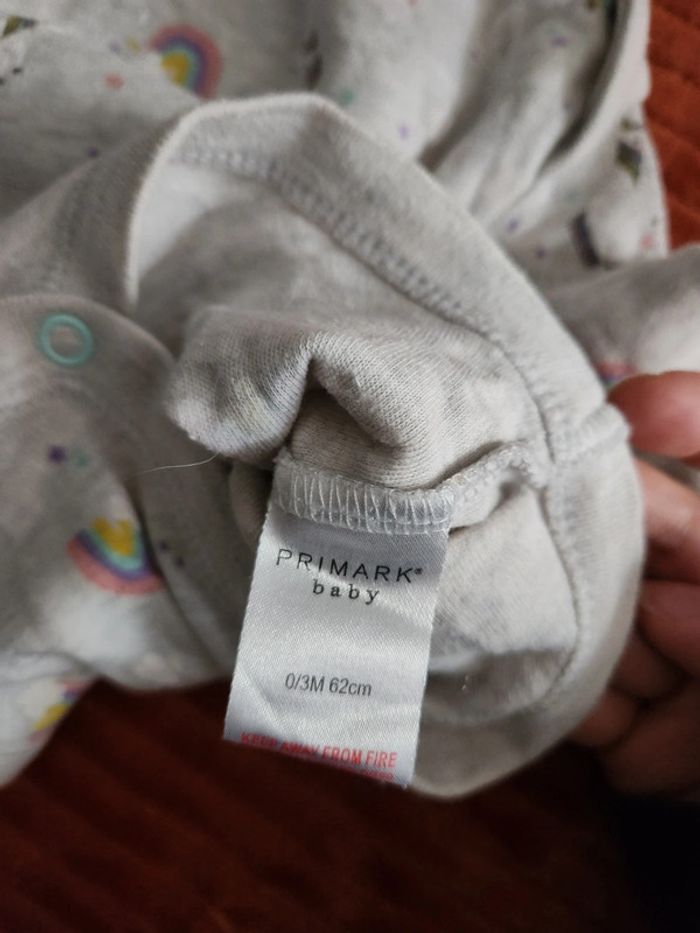 PRIMARK®
baby
0/3M 62cm
KEEP AWAY FROM FIRE